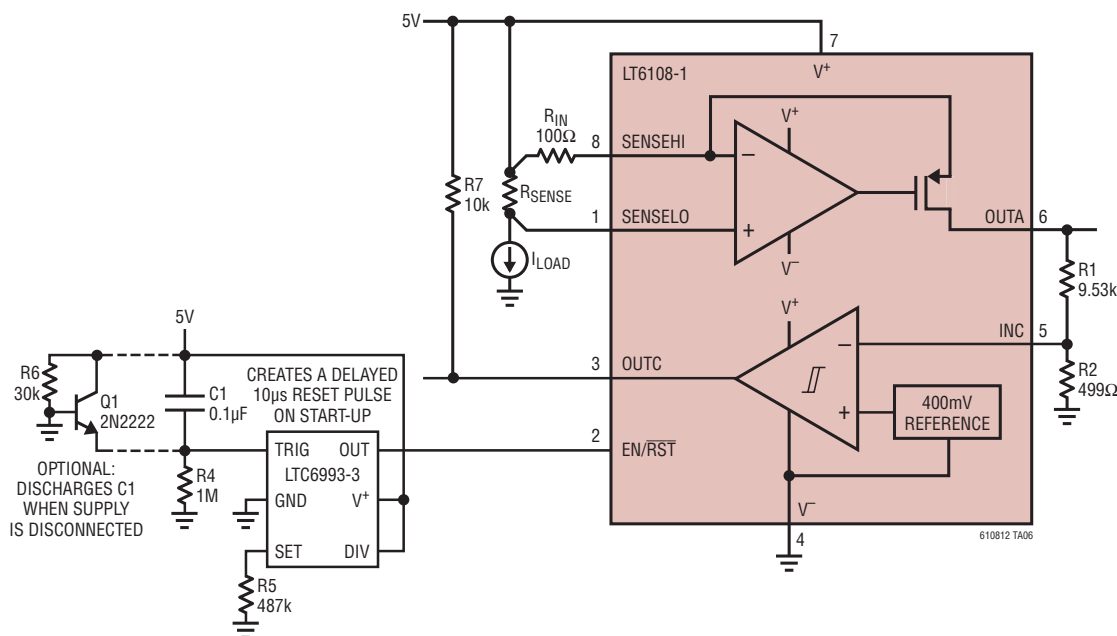 5V
7
LT6108-1
V+
RIN
100Ω
8
SENSEHI
V+
−
R7
10k
RSENSE
OUTA
6
1
SENSELO
+
ILOAD
V−
R1
9.53k
V+
INC
5
5V
−
R6
30k
CREATES A DELAYED
10µs RESET PULSE
ON START-UP
3
OUTC
R2
499Ω
Q1
2N2222
C1
0.1µF
+
400mV
REFERENCE
2
EN/RST
TRIG
OUT
OPTIONAL:
DISCHARGES C1
WHEN SUPPLY
IS DISCONNECTED
R4
1M
LTC6993-3
GND
V+
V−
4
610812 TA06
SET
DIV
R5
487k